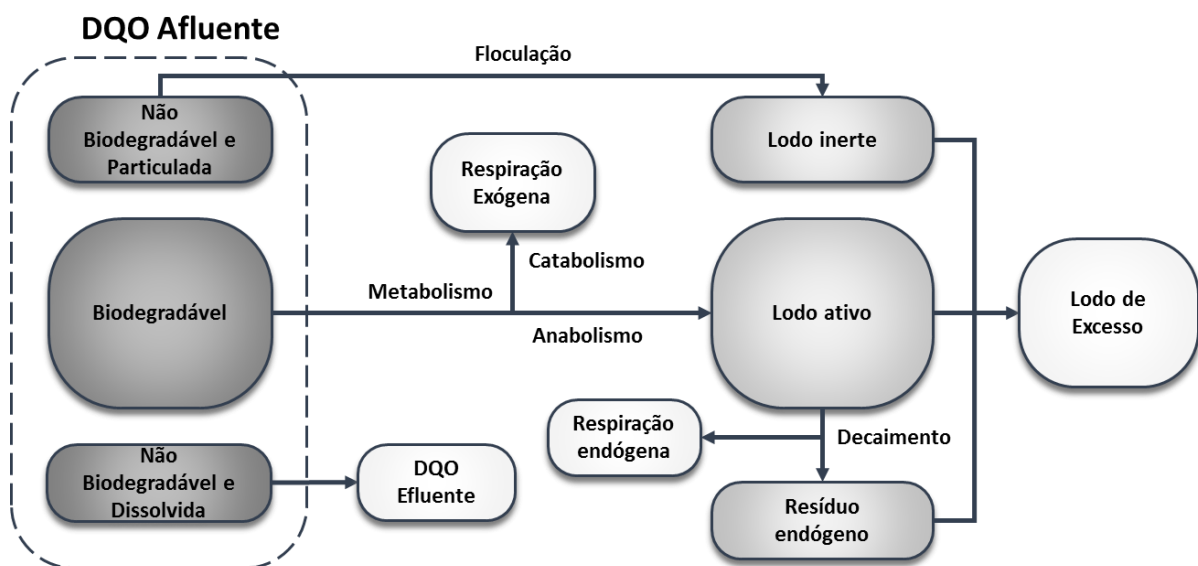 DQO Afluente
Floculação
Não
Biodegradável e
Particulada
Lodo inerte
Respiração
Exógena
Catabolismo
Metabolismo
Biodegradável
Anabolismo
Lodo ativo
Lodo de
Excesso
Respiração
endógena
Decaimento
Não
Biodegradável e
Dissolvida
DQO
Efluente
Resíduo
endógeno